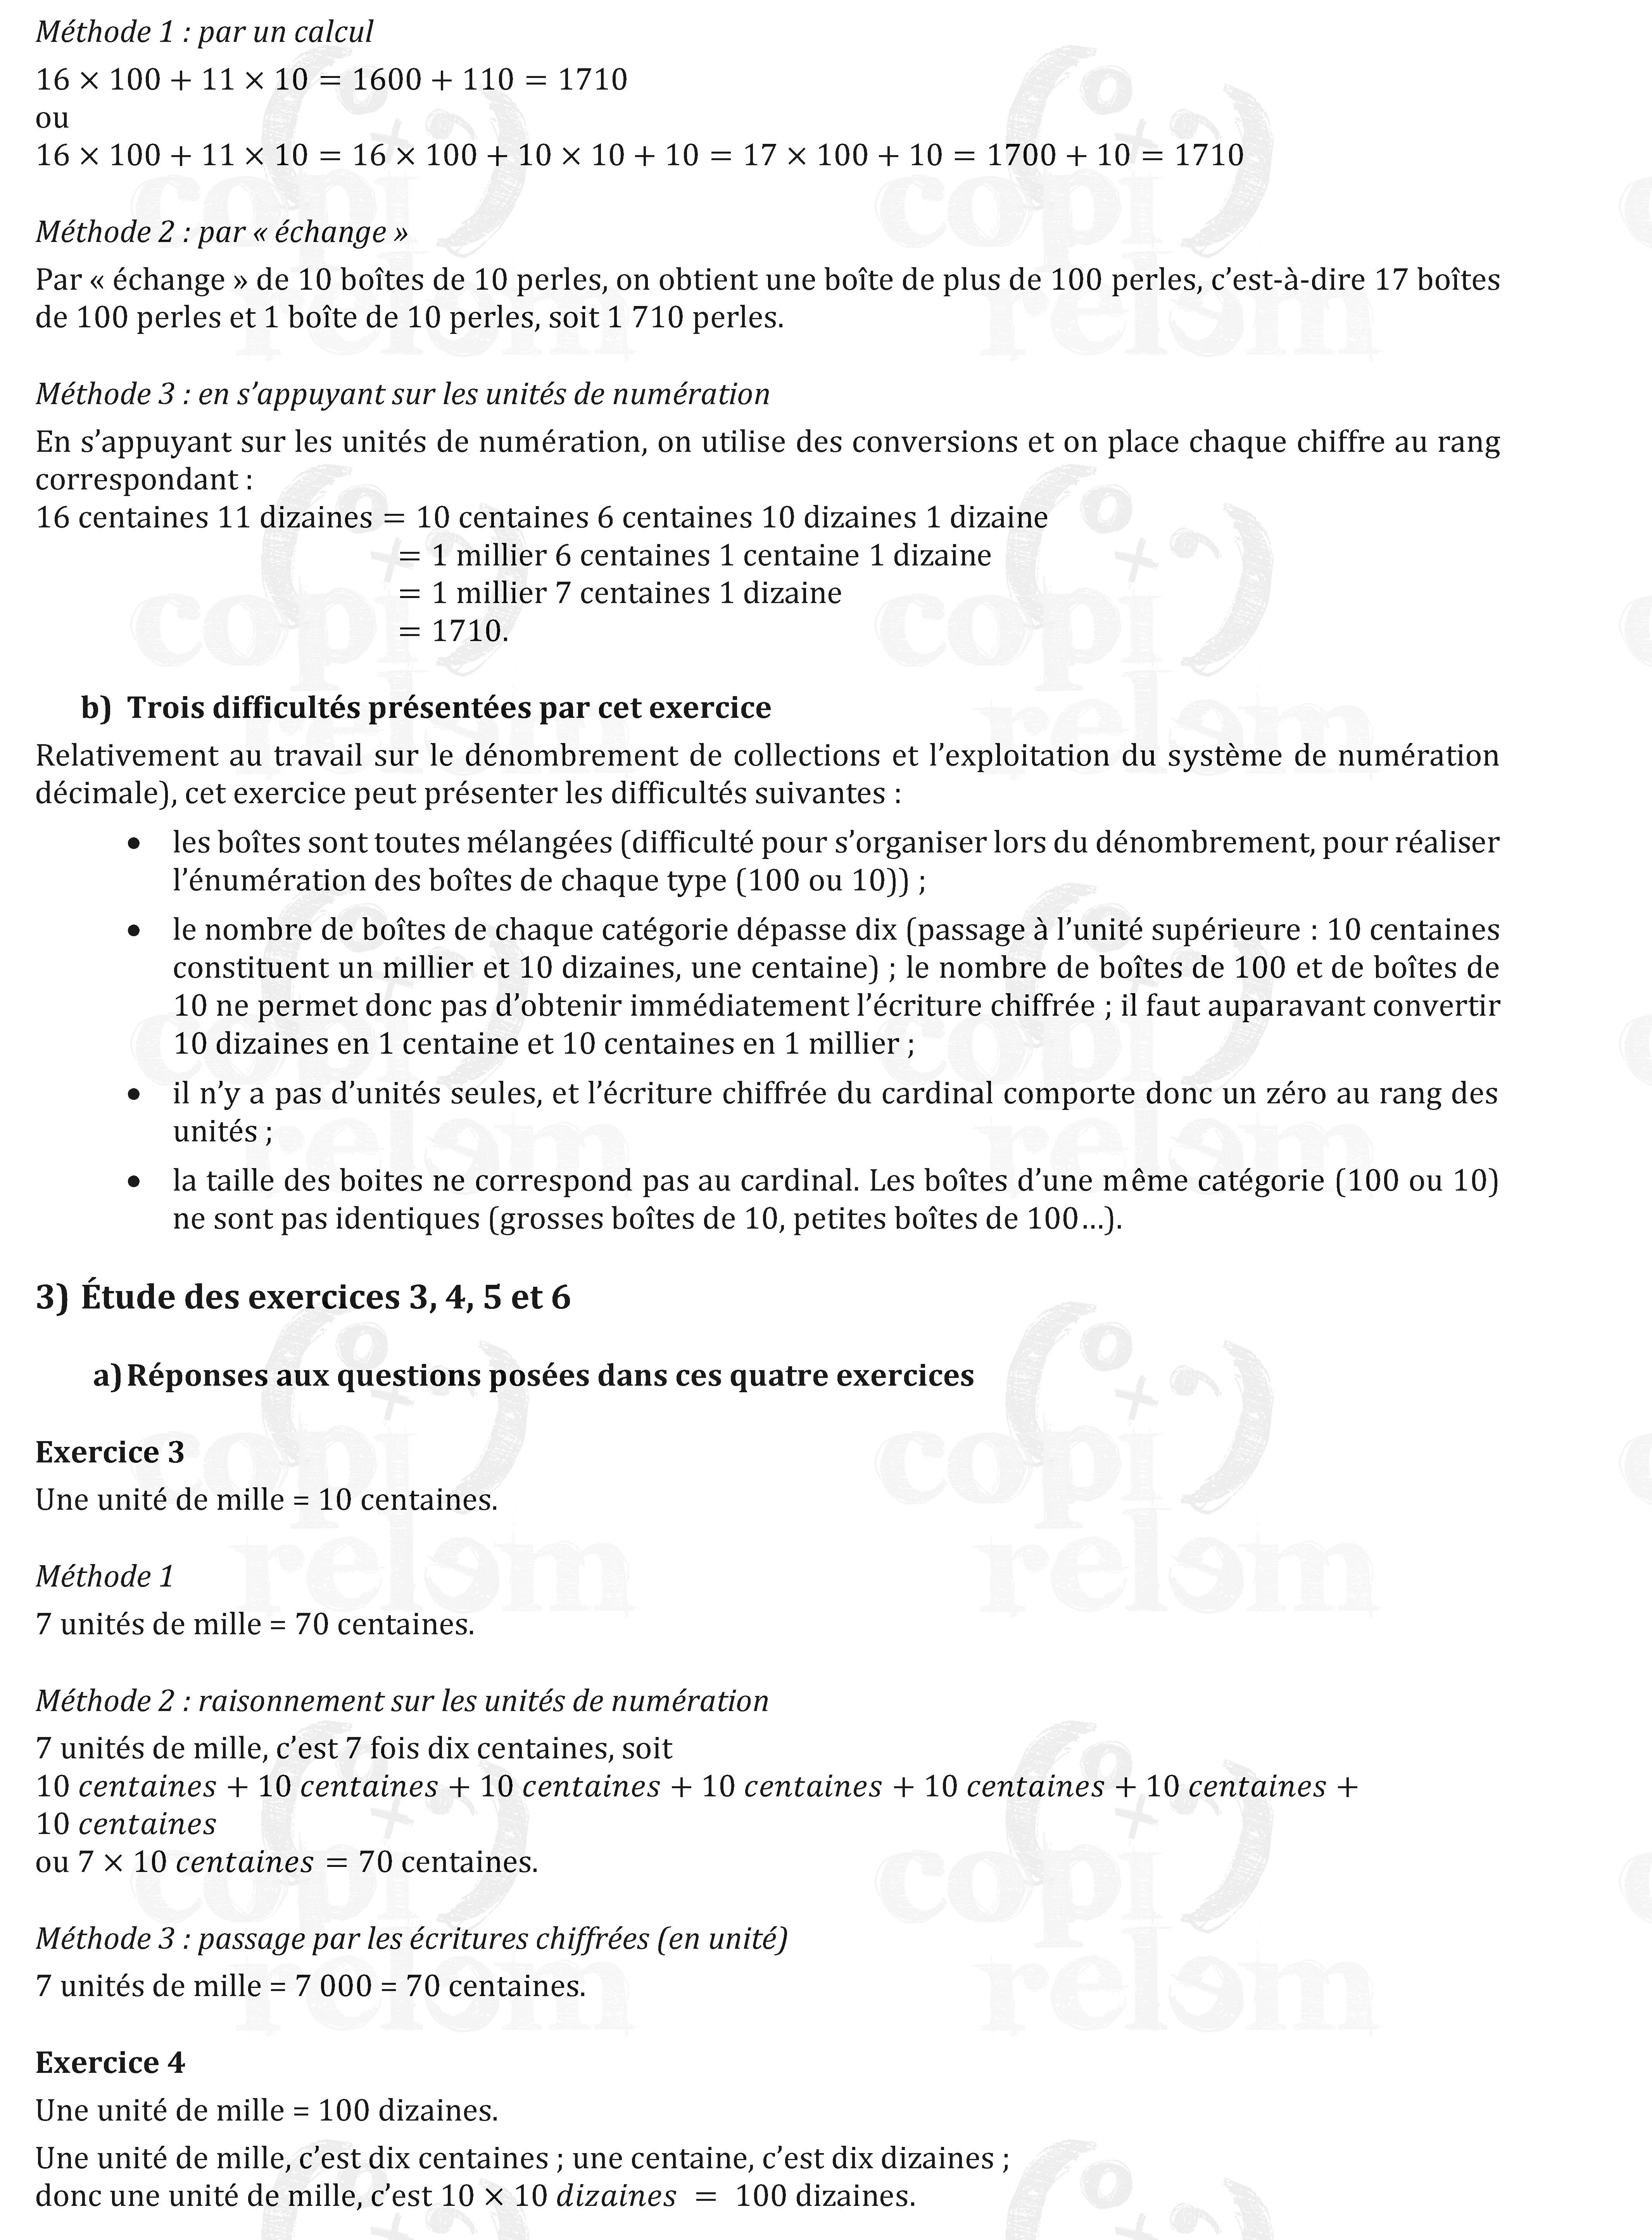 Méthode 1 : par un calcul
16 × 100 + 11 × 10 = 1600 + 110 = 1710
ou
16 × 100 + 11 × 10 = 16 × 100 + 10 × 10 + 10 = 17 × 100 + 10 = 1700 + 10 = 1710
Méthode 2 : par « échange »
Par « échange » de 10 boîtes de 10 perles, on obtient une boîte de plus de 100 perles, c’est-à-dire 17 boîtes
de 100 perles et 1 boîte de 10 perles, soit 1 710 perles.
Méthode 3 : en s’appuyant sur les unités de numération
En s’appuyant sur les unités de numération, on utilise des conversions et on place chaque chiffre au rang
correspondant :
16 centaines 11 dizaines = 10 centaines 6 centaines 10 dizaines 1 dizaine
= 1 millier 6 centaines 1 centaine 1 dizaine
= 1 millier 7 centaines 1 dizaine
= 1710.
b) Trois difficultés présentées par cet exercice
Relativement au travail sur le dénombrement de collections et l’exploitation du système de numération
décimale), cet exercice peut présenter les difficultés suivantes :
• les boîtes sont toutes mélangées (difficulté pour s’organiser lors du dénombrement, pour réaliser
l’énumération des boîtes de chaque type (100 ou 10)) ;
• le nombre de boîtes de chaque catégorie dépasse dix (passage à l’unité supérieure : 10 centaines
constituent un millier et 10 dizaines, une centaine) ; le nombre de boîtes de 100 et de boîtes de
10 ne permet donc pas d’obtenir immédiatement l’écriture chiffrée ; il faut auparavant convertir
10 dizaines en 1 centaine et 10 centaines en 1 millier ;
• il n’y a pas d’unités seules, et l’écriture chiffrée du cardinal comporte donc un zéro au rang des
unités ;
• la taille des boites ne correspond pas au cardinal. Les boîtes d’une même catégorie (100 ou 10)
ne sont pas identiques (grosses boîtes de 10, petites boîtes de 100…).
3) Étude des exercices 3, 4, 5 et 6
a) Réponses aux questions posées dans ces quatre exercices
Exercice 3
Une unité de mille = 10 centaines.
Méthode 1
7 unités de mille = 70 centaines.
Méthode 2 : raisonnement sur les unités de numération
7 unités de mille, c’est 7 fois dix centaines, soit
10 centaines + 10 centaines + 10 centaines + 10 centaines + 10 centaines + 10 centaines +
10 centaines
ou 7 × 10 centaines = 70 centaines.
Méthode 3 : passage par les écritures chiffrées (en unité)
7 unités de mille = 7 000 = 70 centaines.
Exercice 4
Une unité de mille = 100 dizaines.
Une unité de mille, c’est dix centaines ; une centaine, c’est dix dizaines ;
donc une unité de mille, c’est 10 × 10 dizaines = 100 dizaines.